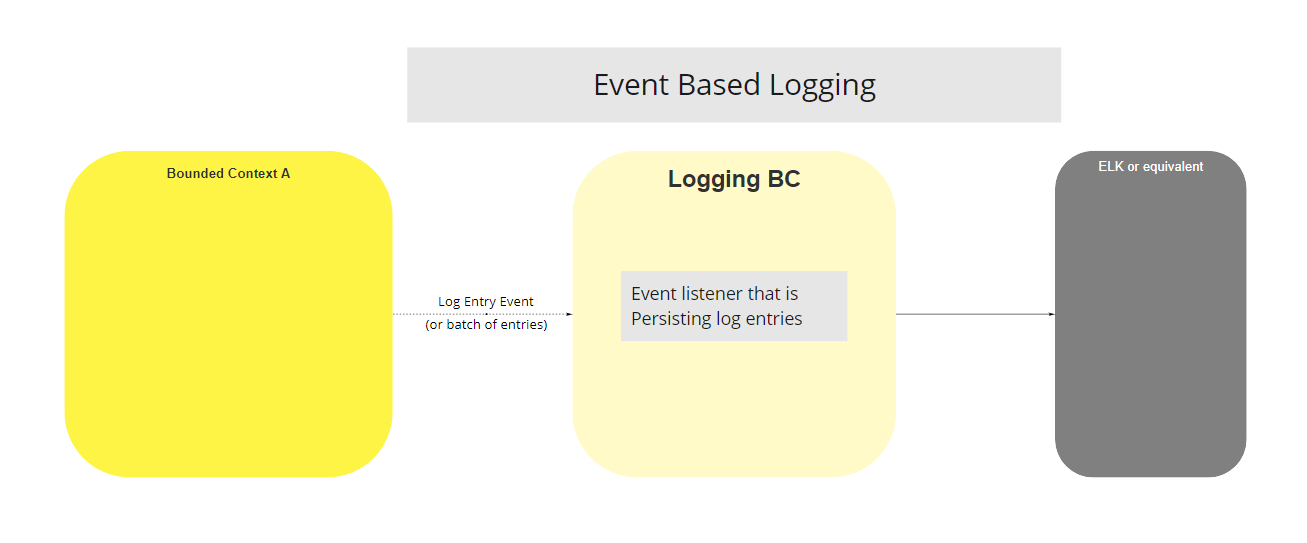 Event Based Logging
Bounded Context A
Logging BC
ELK or equivalent
Log Entry Event
(or batch of entries)
Event listener that is
Persisting log entries